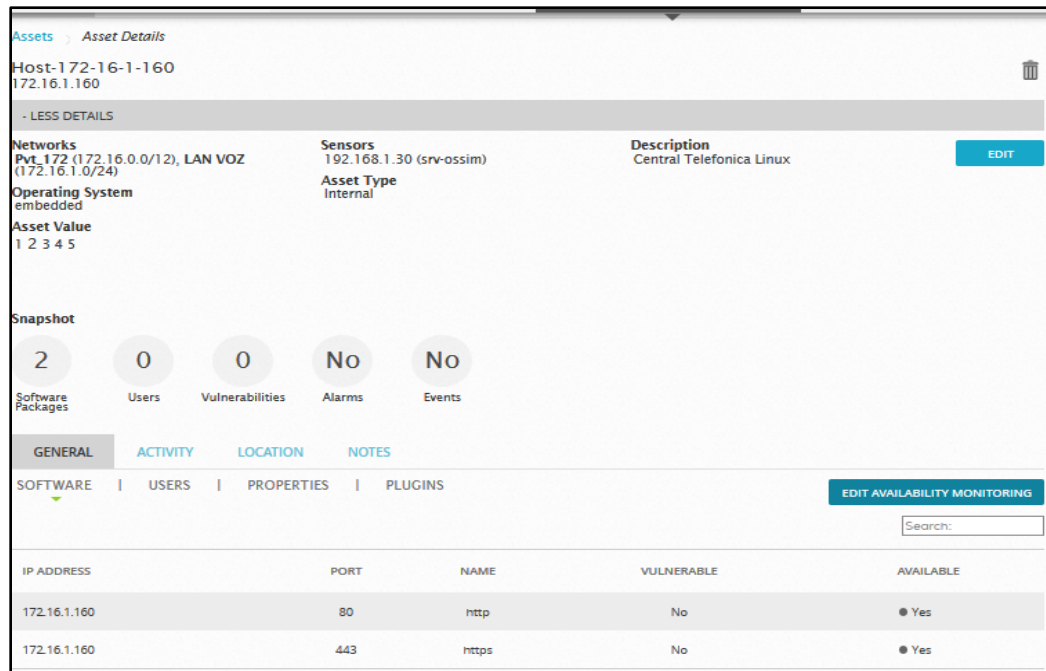 Assets > Asset Details
Host-172-16-1-160
172.16.1.160
- LESS DETAILS
Networks
Pvt_172 (172.16.0.0/12), LAN VOZ
(172.16.1.0/24)
Operating System
embedded
Asset Value
1 2 3 4 5
Sensors
192.168.1.30 (srv-ossim)
Asset Type
Internal
Description
Central Telefonica Linux
EDIT
Snapshot
2 0 0 No No
Software Packages Users Vulnerabilities Alarms Events
GENERAL ACTIVITY LOCATION NOTES
SOFTWARE | USERS | PROPERTIES | PLUGINS
EDIT AVAILABILITY MONITORING
Search:
IP ADDRESS PORT NAME VULNERABLE AVAILABLE
172.16.1.160 80 http No Yes
172.16.1.160 443 https No Yes